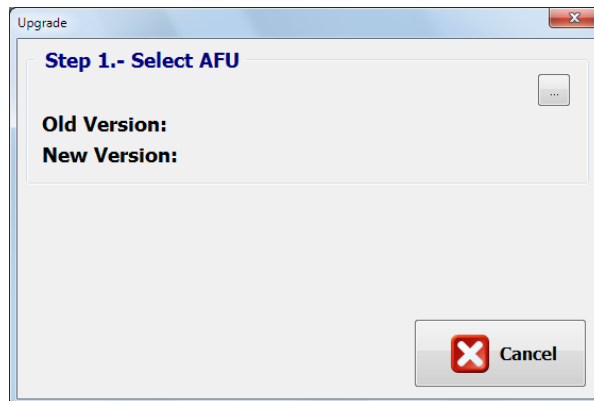 Upgrade
Step 1.- Select AFU
...
Old Version:
New Version:
Cancel